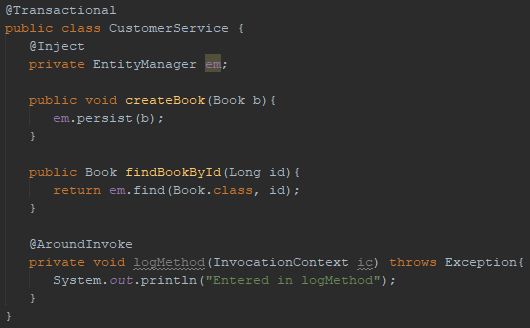 @Transactional
public class CustomerService {
@Inject
private EntityManager em;
public void createBook(Book b){
em.persist(b);
}
public Book findBookById(Long id){
return em.find(Book.class, id);
}
@AroundInvoke
private void logMethod(InvocationContext ic) throws Exception{
System.out.println("Entered in logMethod");
}
}